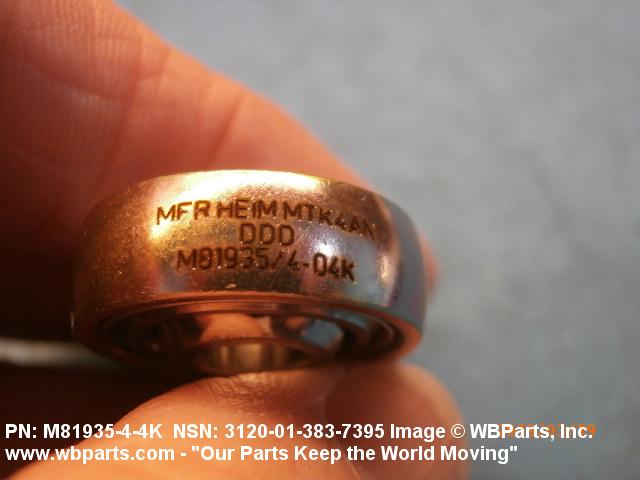 MFR HEIM MTK4AN
DDD
M81935/4-04K
PN: M81935-4-4K NSN: 3120-01-383-7395 Image © WBParts, Inc.
www.wbparts.com - "Our Parts Keep the World Moving"